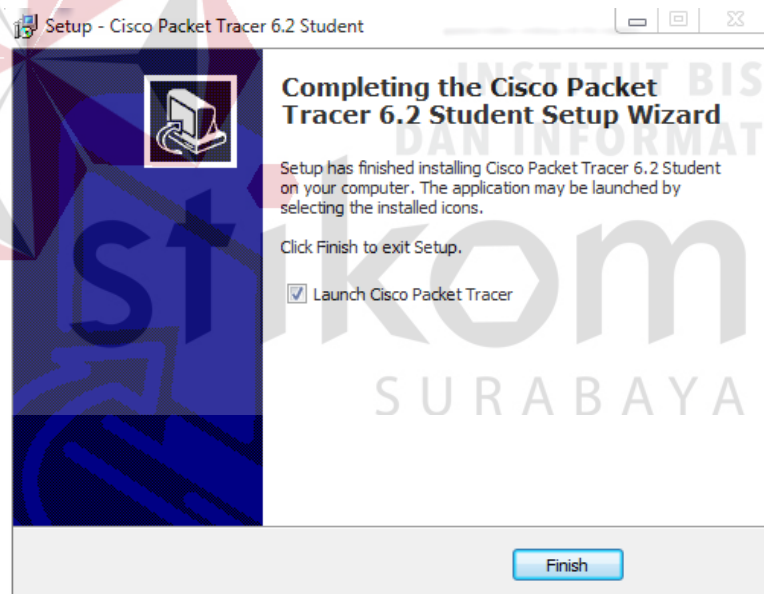 Setup - Cisco Packet Tracer 6.2 Student
INSTITUT BIS
DAN INFORMAT
Completing the Cisco Packet
Tracer 6.2 Student Setup Wizard
Setup has finished installing Cisco Packet Tracer 6.2 Student
on your computer. The application may be launched by
selecting the installed icons.
Click Finish to exit Setup.
Launch Cisco Packet Tracer
stikom
SURABAYA
Finish